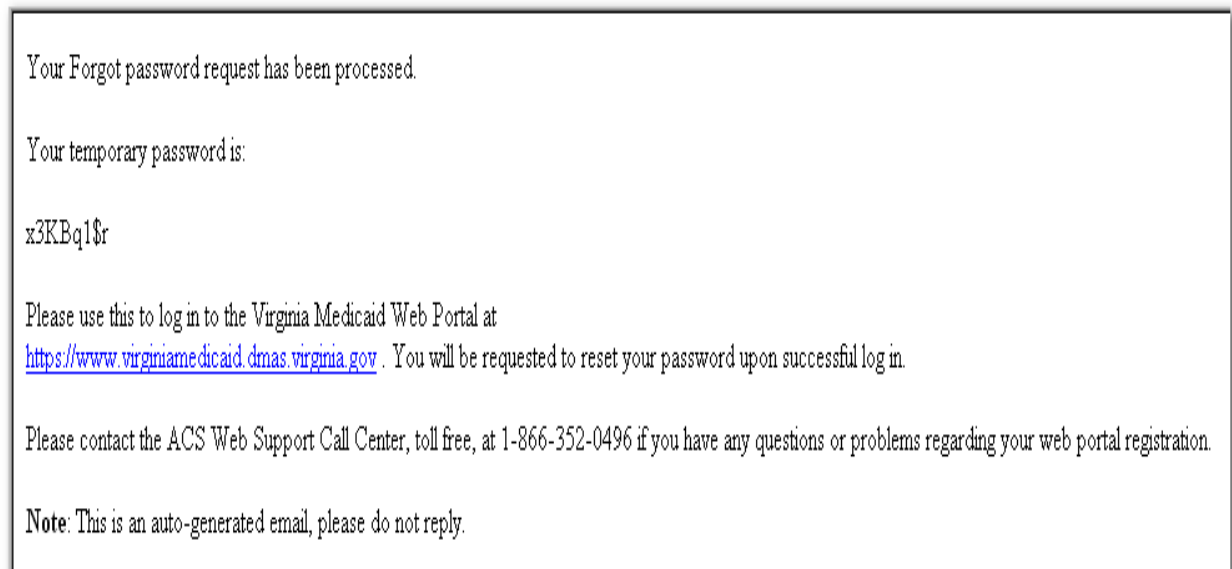 Your Forgot password request has been processed.
Your temporary password is:
x3KBq1$r
Please use this to log in to the Virginia Medicaid Web Portal at
https://www.virginiamedicaid.dmas.virginia.gov . You will be requested to reset your password upon successful log in.
Please contact the ACS Web Support Call Center, toll free, at 1-866-352-0496 if you have any questions or problems regarding your web portal registration.
Note: This is an auto-generated email, please do not reply.